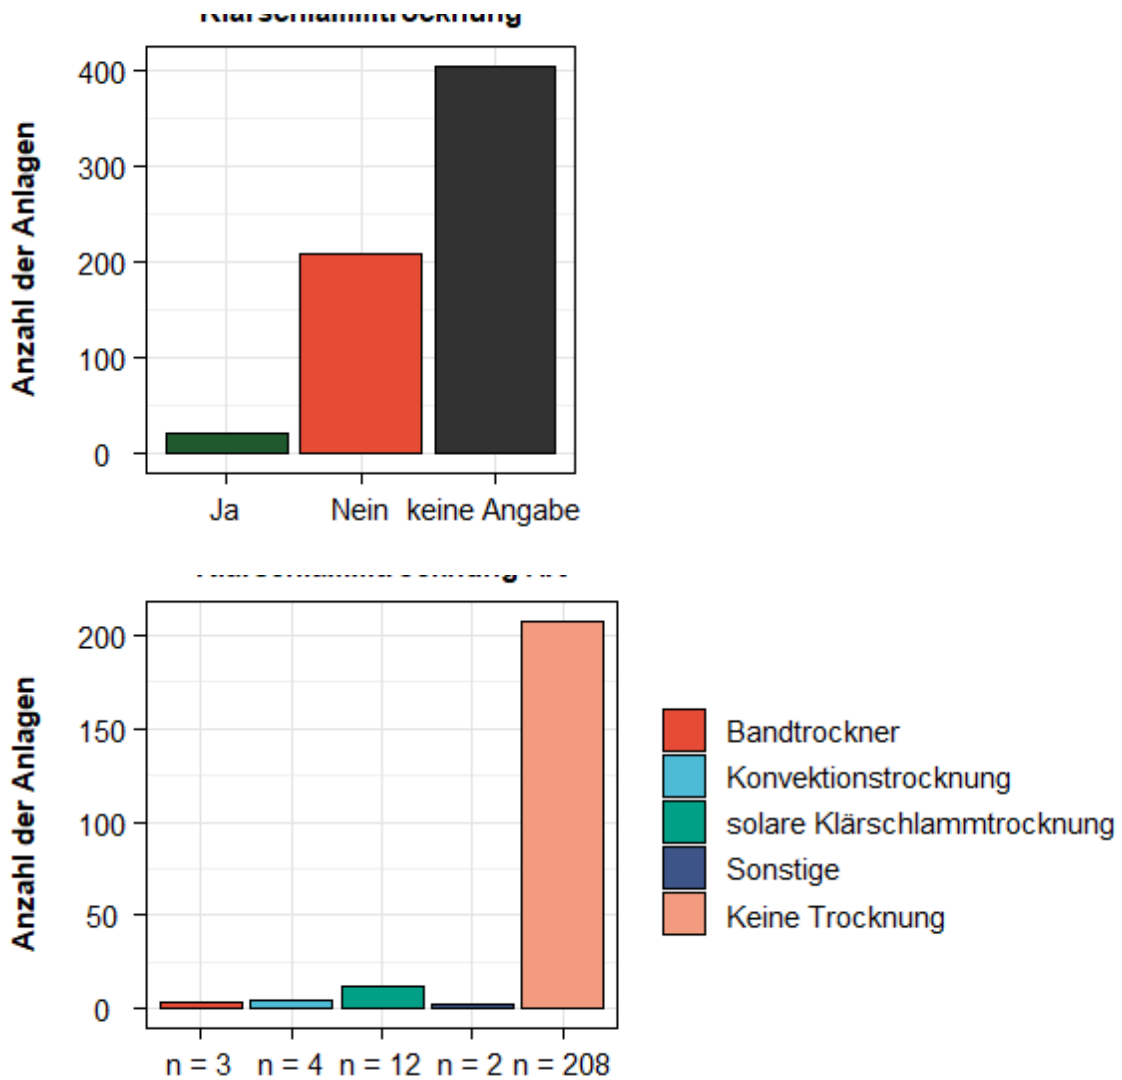 Klärschlammtrocknung
400
300
200
100
0
Anzahl der Anlagen
Ja Nein keine Angabe
200
150
100
50
0
Anzahl der Anlagen
n = 3 n = 4 n = 12 n = 2 n = 208
Bandtrockner
Konvektionstrocknung
solare Klärschlammtrocknung
Sonstige
Keine Trocknung